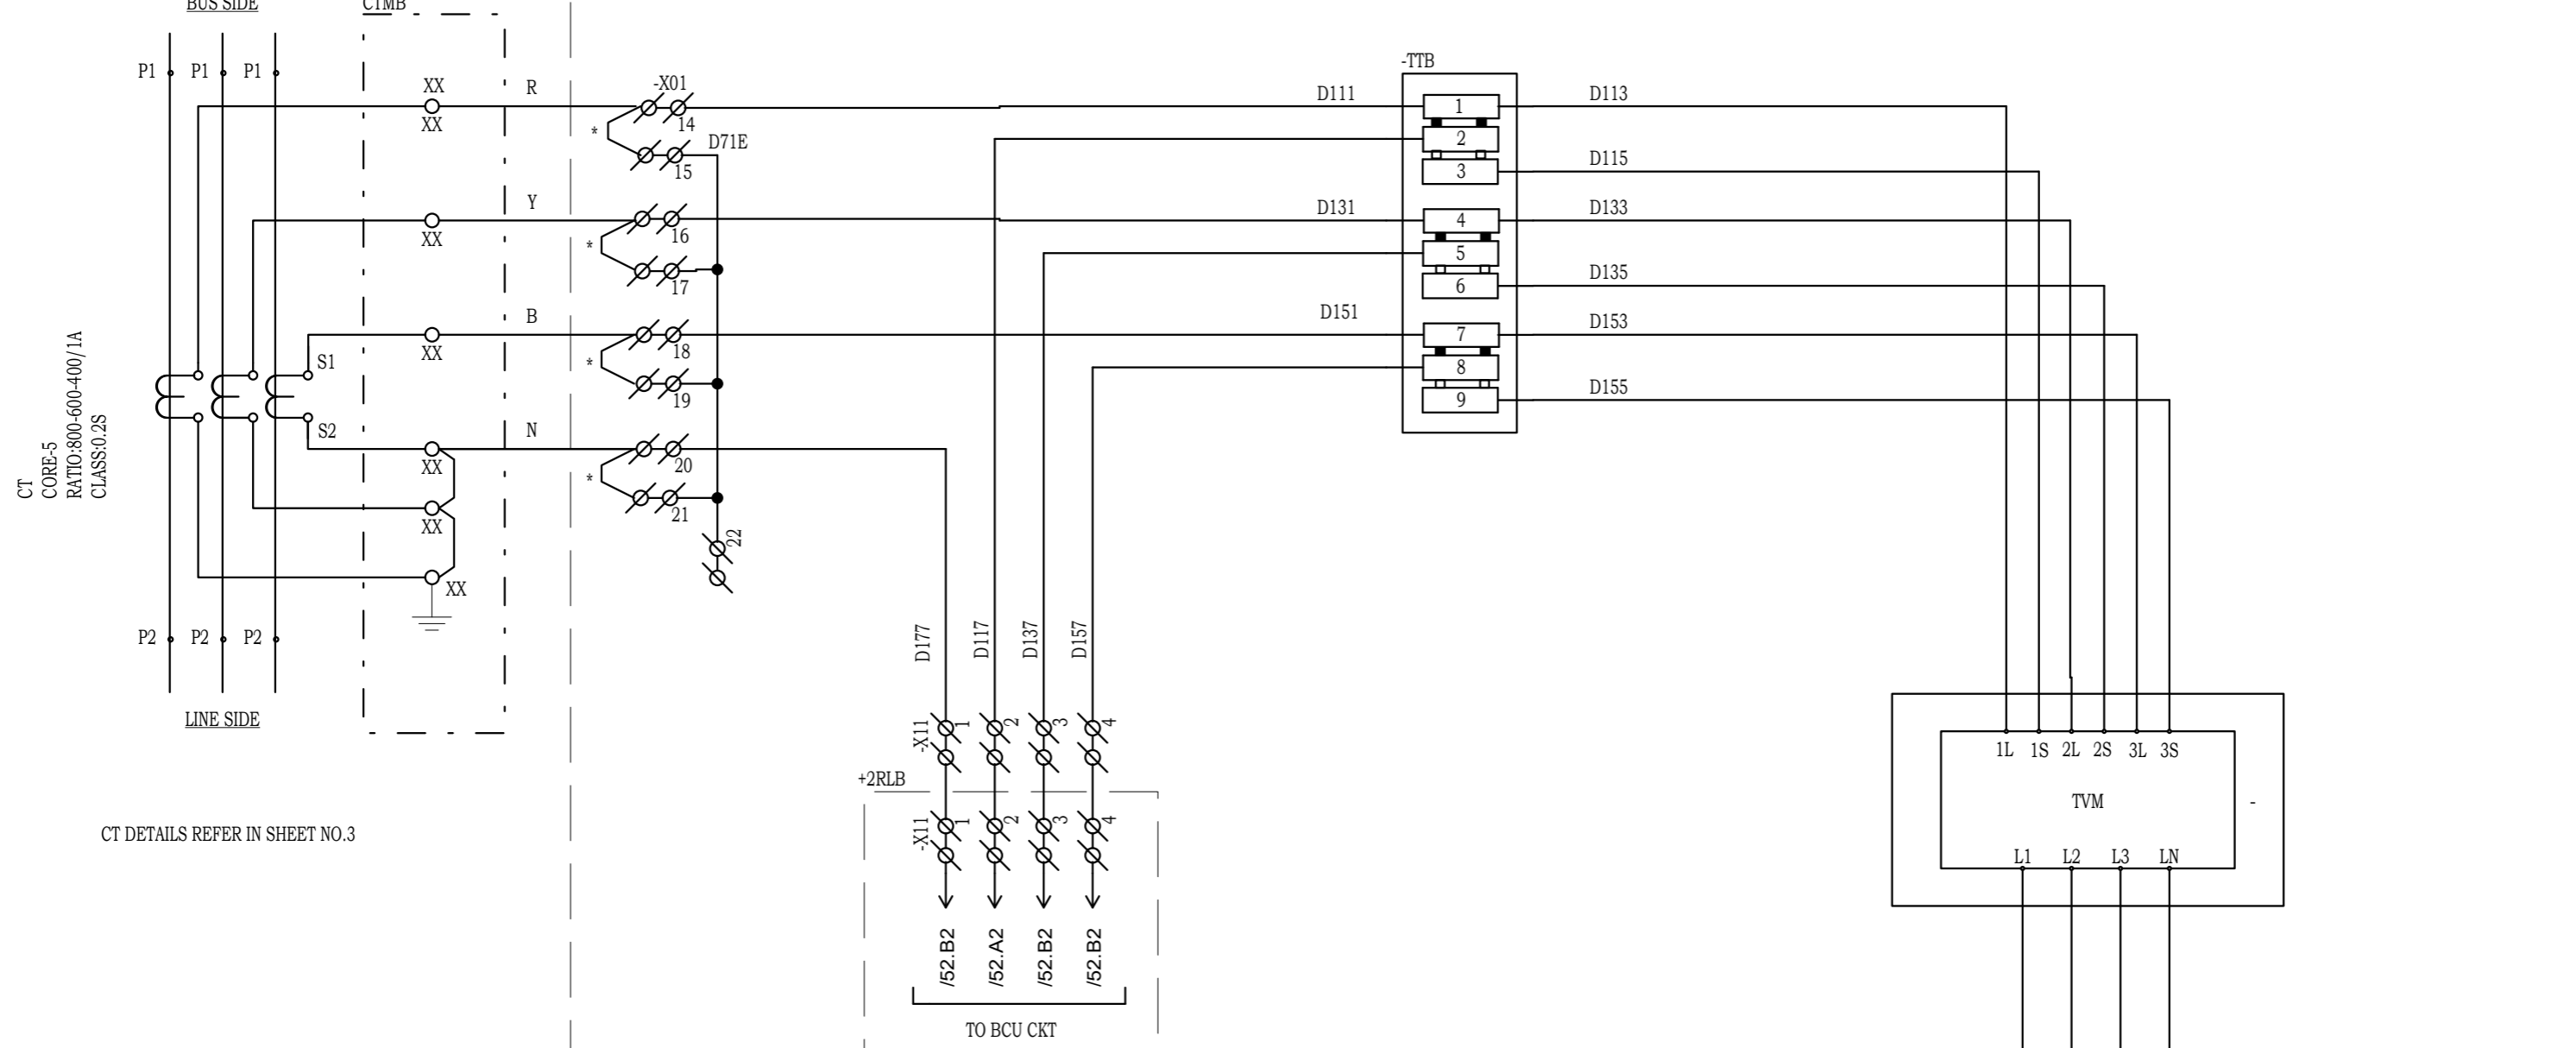 BUS SIDE
CTMB
P1 P1 P1
XX
XX
R
-X01
14
*
15
D71E
D111
-TTB
1
2
3
D113
D115
XX
Y
16
*
17
D131
4
5
6
D133
D135
XX
B
18
*
19
D151
7
8
9
D153
D155
S1
S2
CT
CORE-5
RATIO:800-600-400/1A
CLASS:0.2S
XX
N
20
*
21
22
XX
XX
P2 P2 P2
LINE SIDE
CT DETAILS REFER IN SHEET NO.3
D177 D117 D137 D157
-X11 1 2 3 4
+2RLB
-X11 1 2 3 4
/52.B2 /52.A2 /52.B2 /52.B2
TO BCU CKT
1L 1S 2L 2S 3L 3S
TVM
-
L1 L2 L3 LN